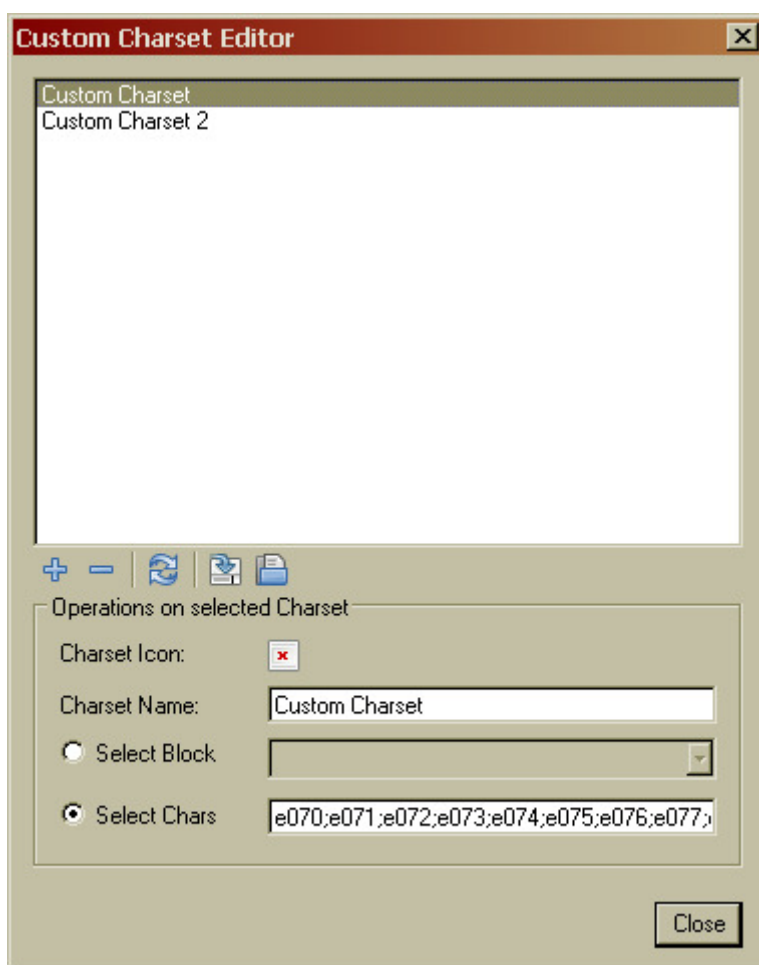 Custom Charset Editor
Custom Charset
Custom Charset 2
Operations on selected Charset
Charset Icon:
Charset Name: Custom Charset
Select Block
Select Chars e070;e071;e072;e073;e074;e075;e076;e077;
Close